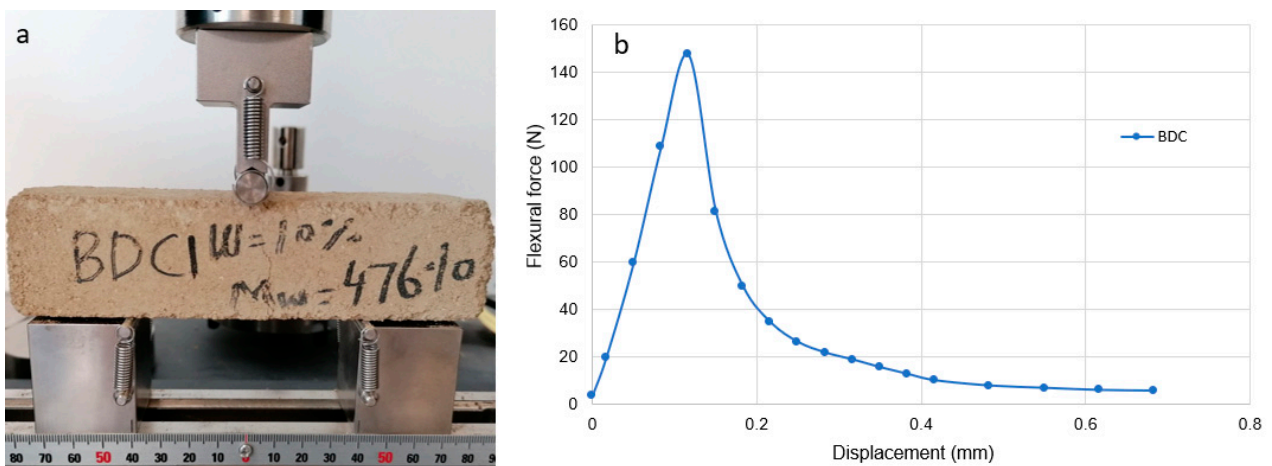 a
BDC1 W=10%
Mw=476.10
80 70 60 50 40 30 20 10 0 10 20 30 40 50 60 70 80 9
b
Flexural force (N)
160
140
120
100
80
60
40
20
0
0 0.2 0.4 0.6 0.8
Displacement (mm)
BDC